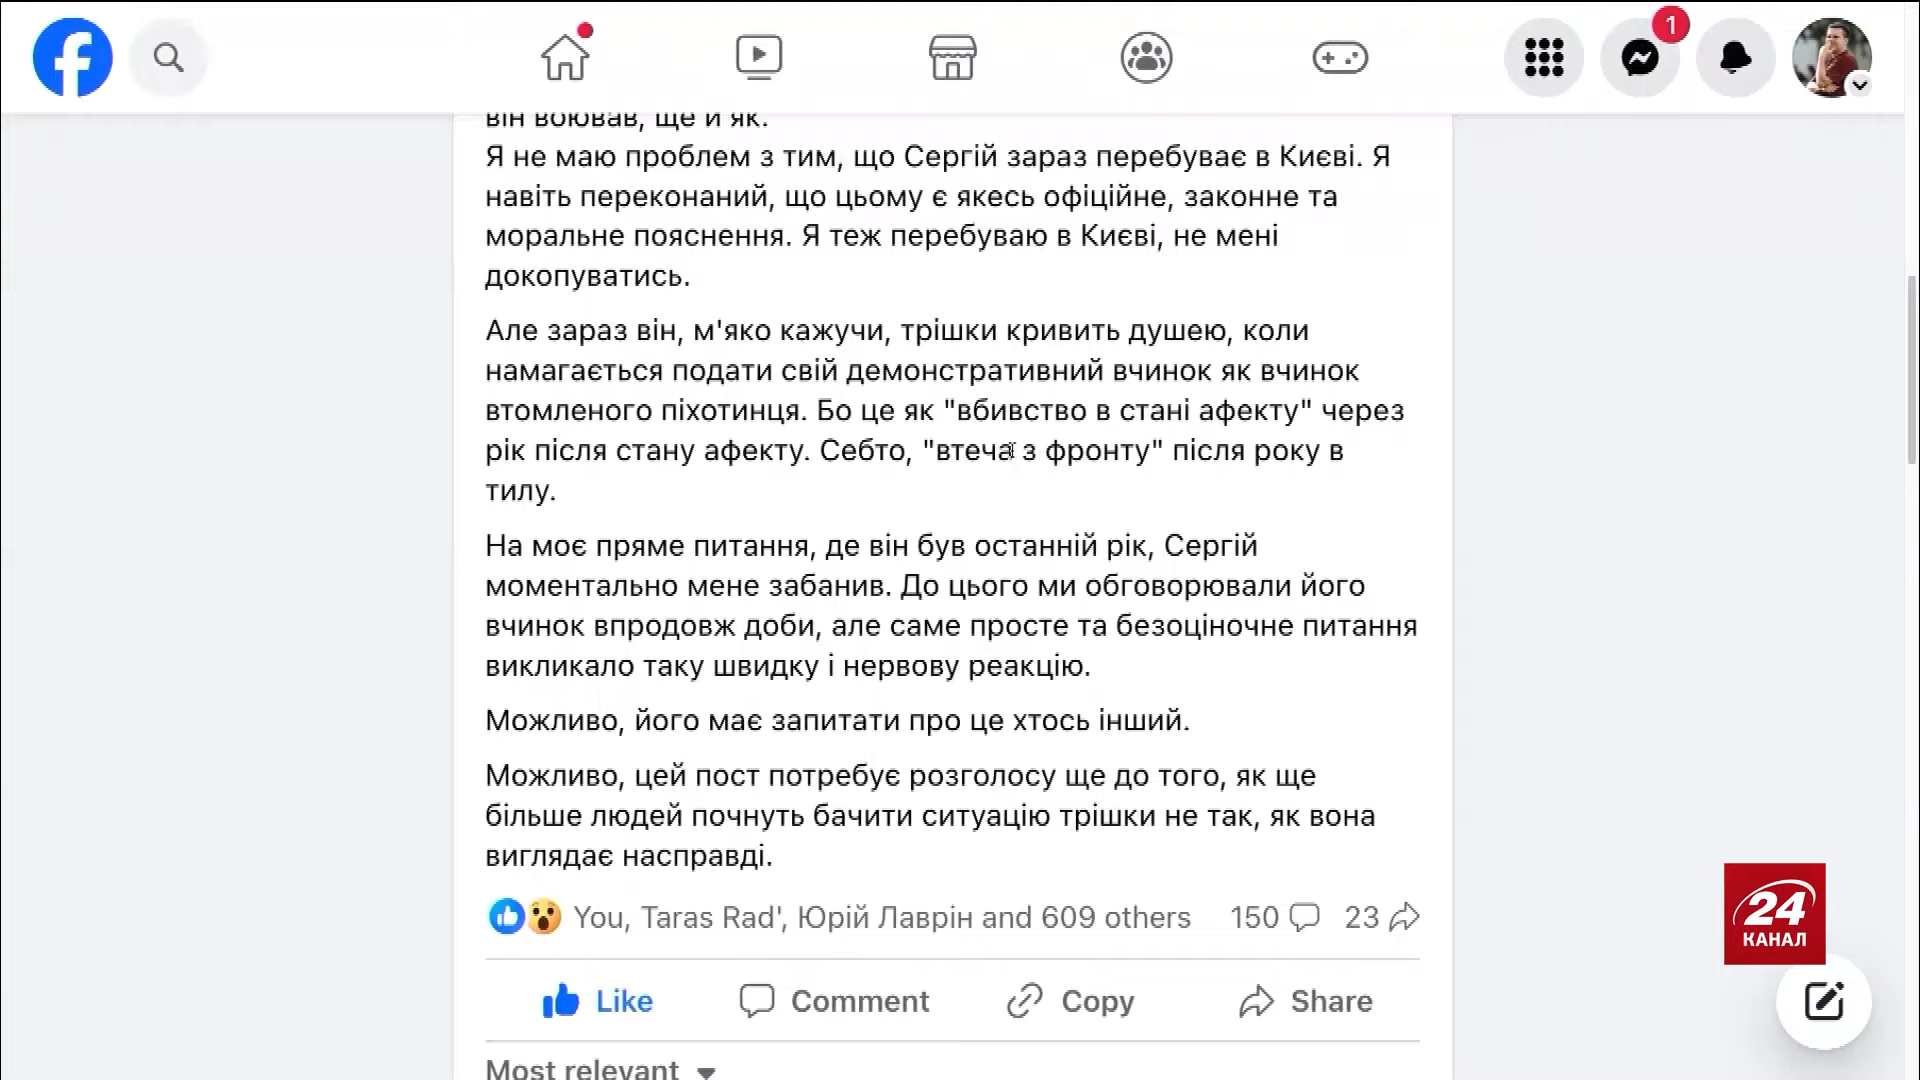 1
він воював, ще й як.
Я не маю проблем з тим, що Сергій зараз перебуває в Києві. Я
навіть переконаний, що цьому є якесь офіційне, законне та
моральне пояснення. Я теж перебуваю в Києві, не мені
докопуватись.
Але зараз він, м'яко кажучи, трішки кривить душею, коли
намагається подати свій демонстративний вчинок як вчинок
втомленого піхотинця. Бо це як "вбивство в стані афекту" через
рік після стану афекту. Себто, "втеча з фронту" після року в
тилу.
На моє пряме питання, де він був останній рік, Сергій
моментально мене забанив. До цього ми обговорювали його
вчинок впродовж доби, але саме просте та безоціночне питання
викликало таку швидку і нервову реакцію.
Можливо, його має запитати про це хтось інший.
Можливо, цей пост потребує розголосу ще до того, як ще
більше людей почнуть бачити ситуацію трішки не так, як вона
виглядає насправді.
You, Taras Rad', Юрій Лаврін and 609 others 150 23
Like Comment Copy Share
Most relevant
24
КАНАЛ